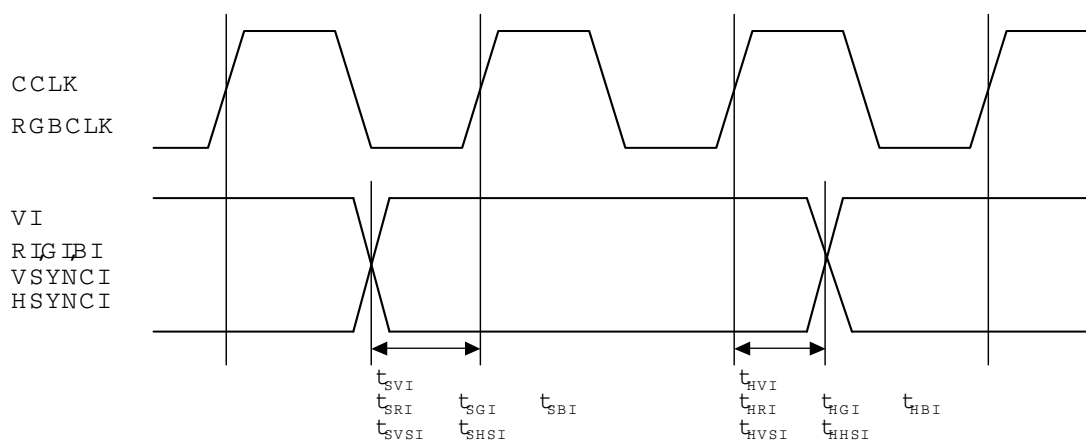 CCLK
RGBCLK
VI
RI,GI,BI
VSYNCI
HSYNCI
tSVI tHVI
tSRI tSGI tSBI tHRI tHGI tHBI
tSVSI tSHSI tHVSI tHHSI